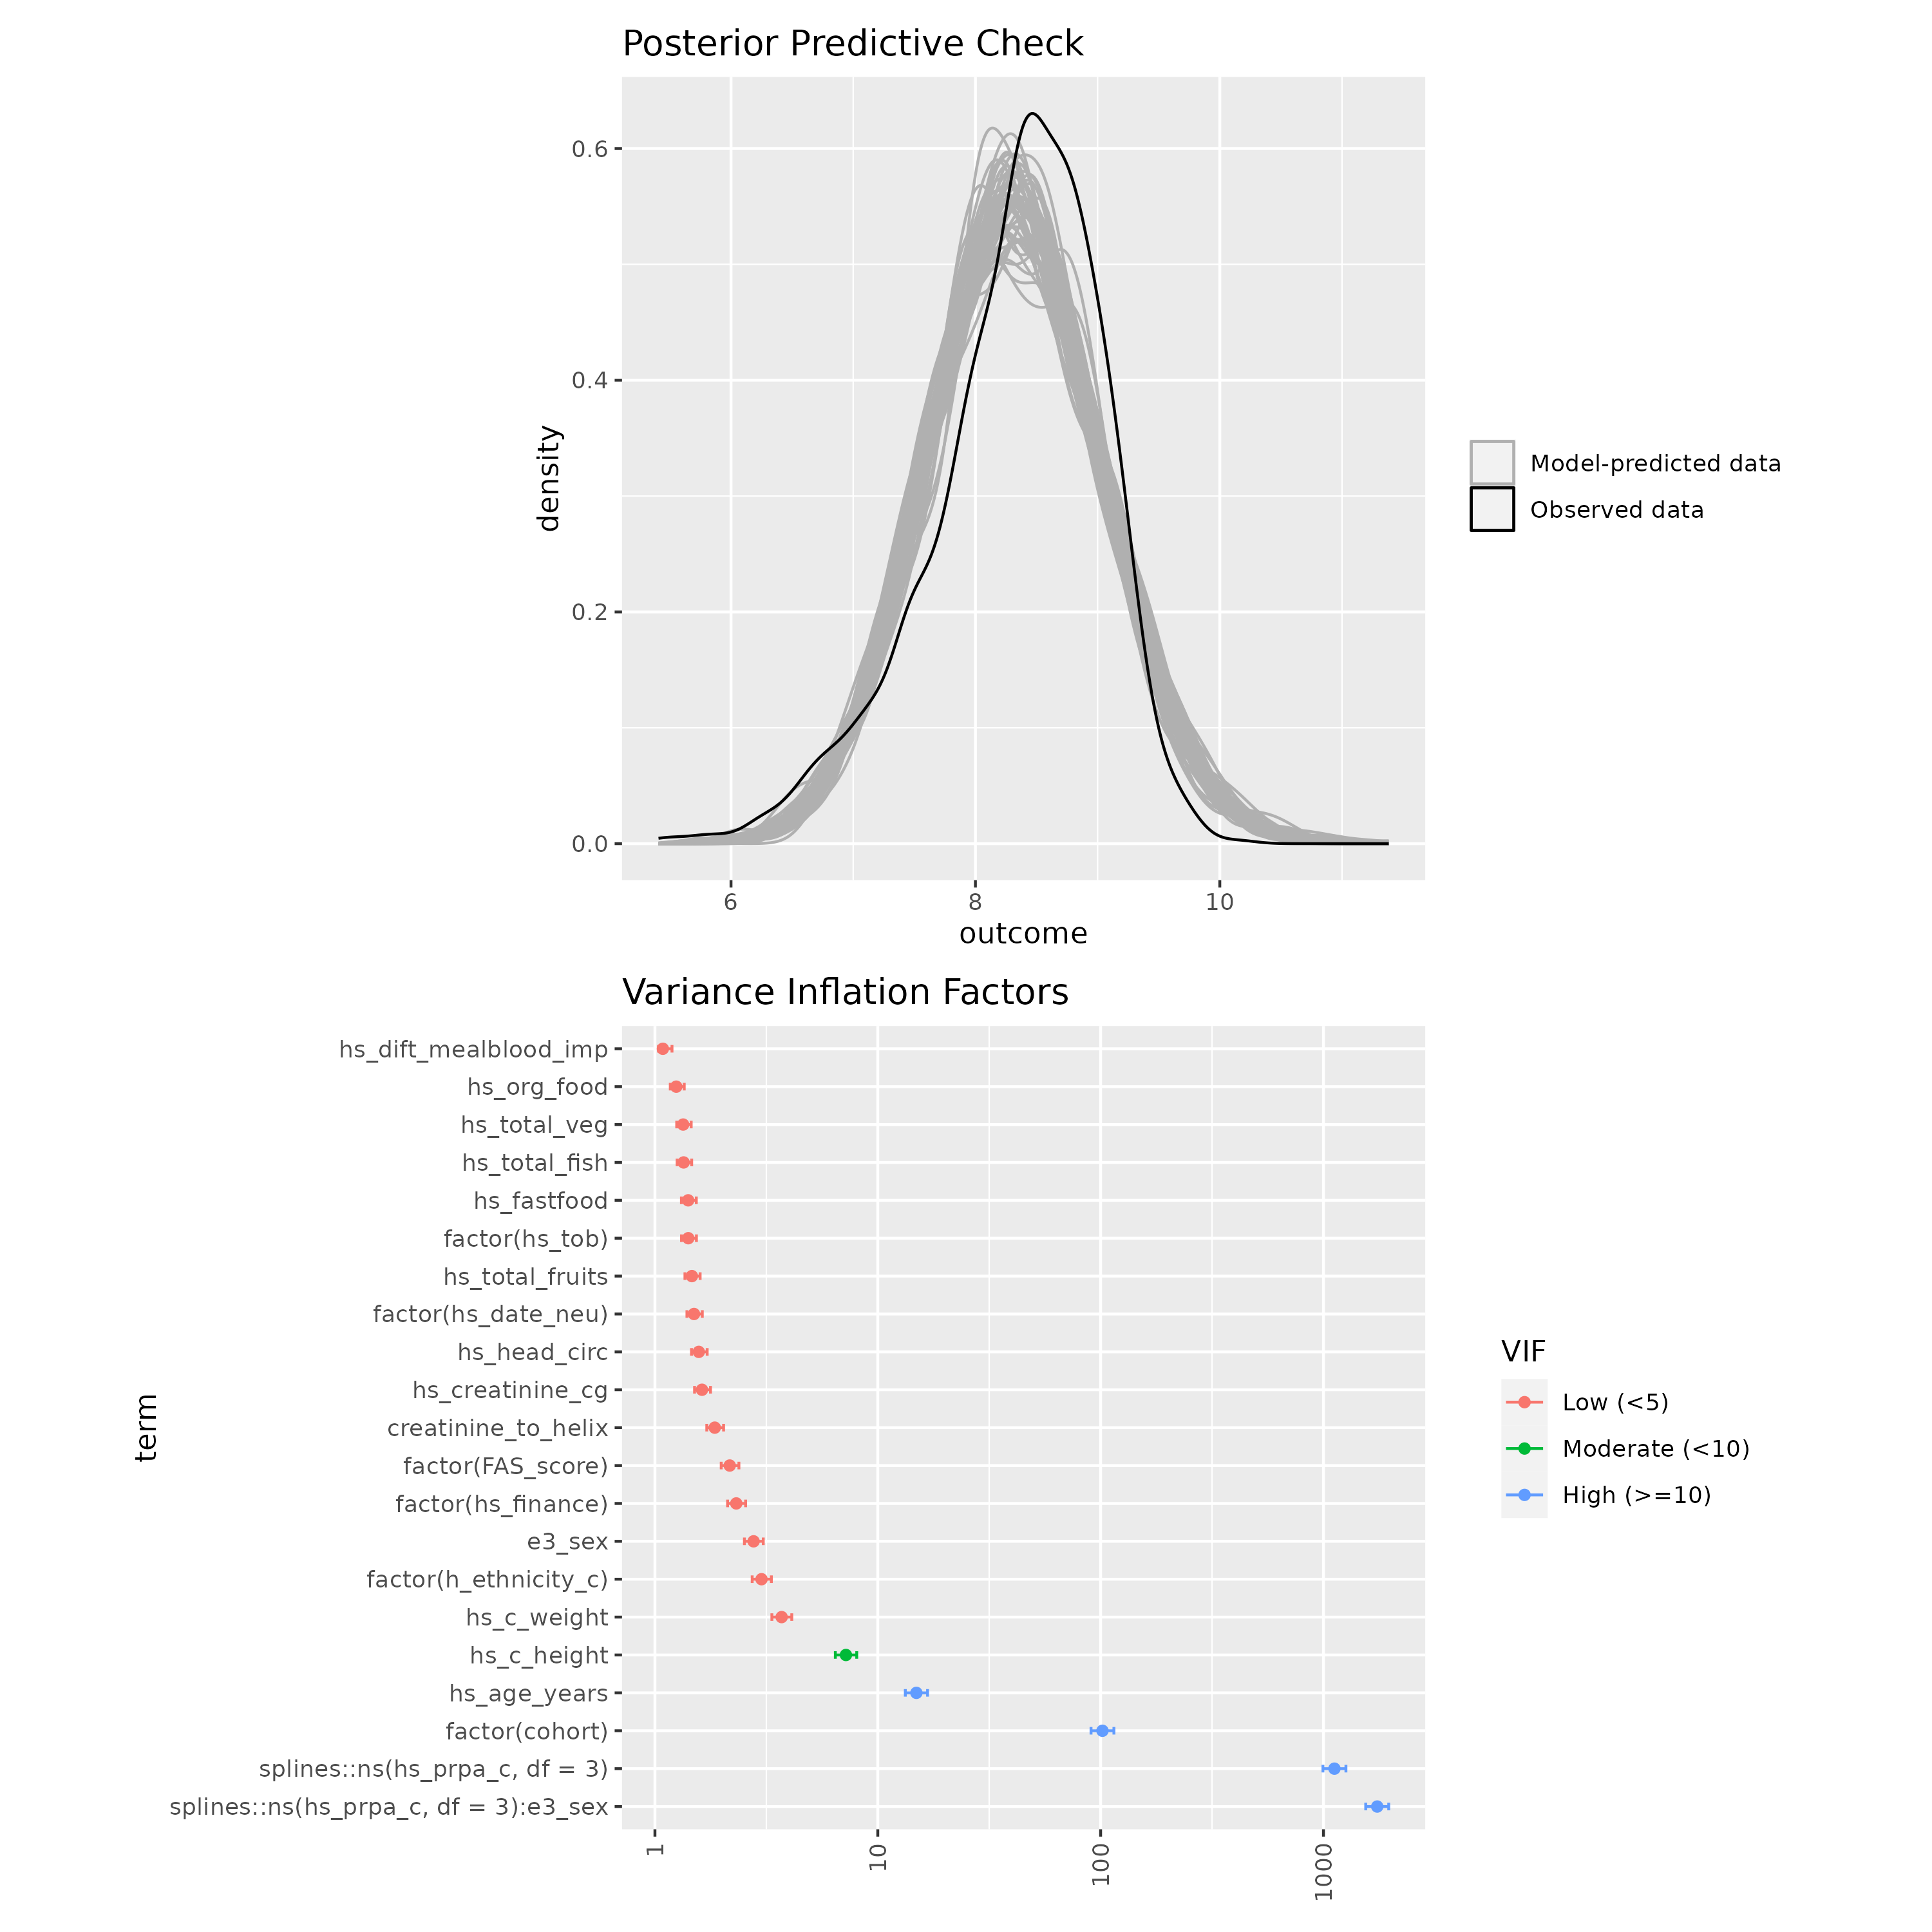 Posterior Predictive Check
0.6
0.4
0.2
0.0
density
6
8
10
outcome
Model-predicted data
Observed data
Variance Inflation Factors
term
hs_dift_mealblood_imp
hs_org_food
hs_total_veg
hs_total_fish
hs_fastfood
factor(hs_tob)
hs_total_fruits
factor(hs_date_neu)
hs_head_circ
hs_creatinine_cg
creatinine_to_helix
factor(FAS_score)
factor(hs_finance)
e3_sex
factor(h_ethnicity_c)
hs_c_weight
hs_c_height
hs_age_years
factor(cohort)
splines::ns(hs_prpa_c, df = 3)
splines::ns(hs_prpa_c, df = 3):e3_sex
1
10
100
1000
VIF
Low (<5)
Moderate (<10)
High (>=10)